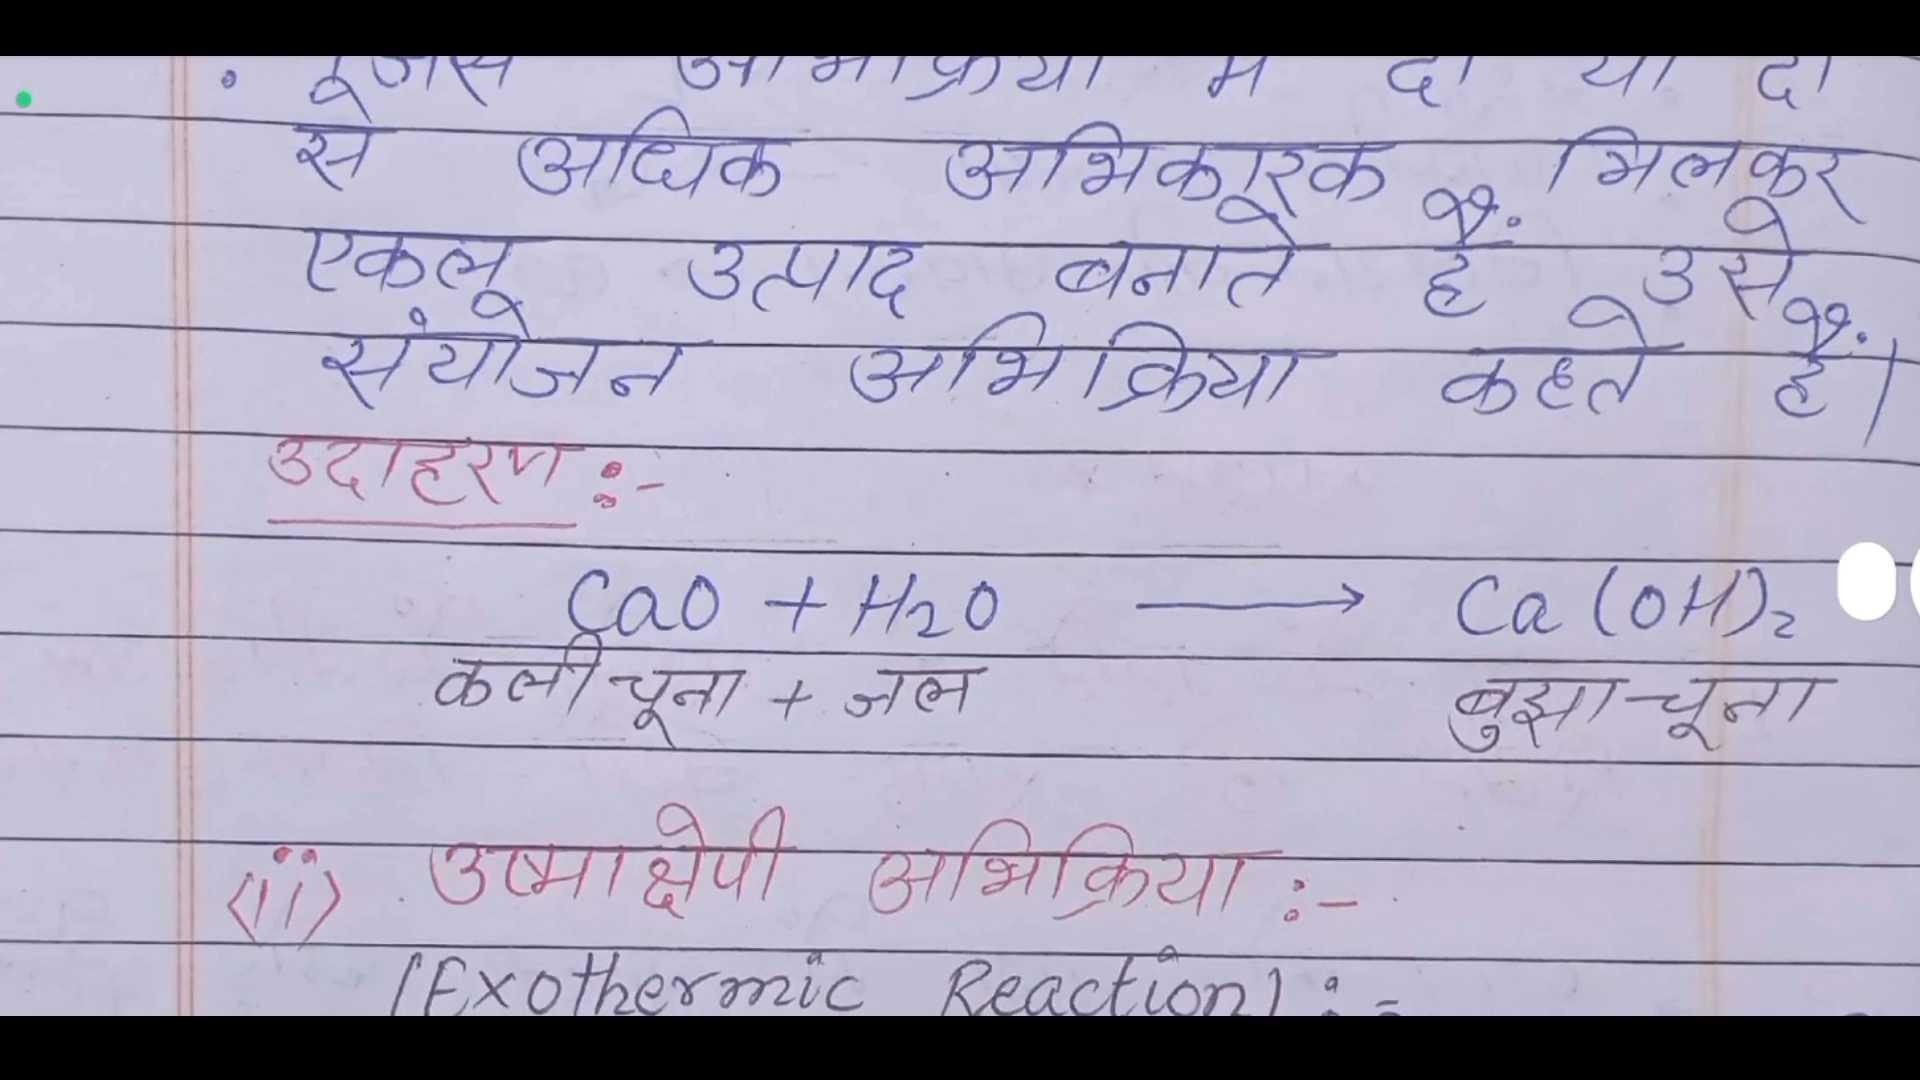 जिस अभिक्रिया में दो या दो
से अधिक अभिकारक मिलकर
एकल उत्पाद बनाते हैं उसे
संयोजन अभिक्रिया कहते हैं।
उदाहरण :-
CaO + H2O ⟶ Ca(OH)2
कली चूना + जल बुझा चूना
(ii) उष्माक्षेपी अभिक्रिया :-
(Exothermic Reaction) :-